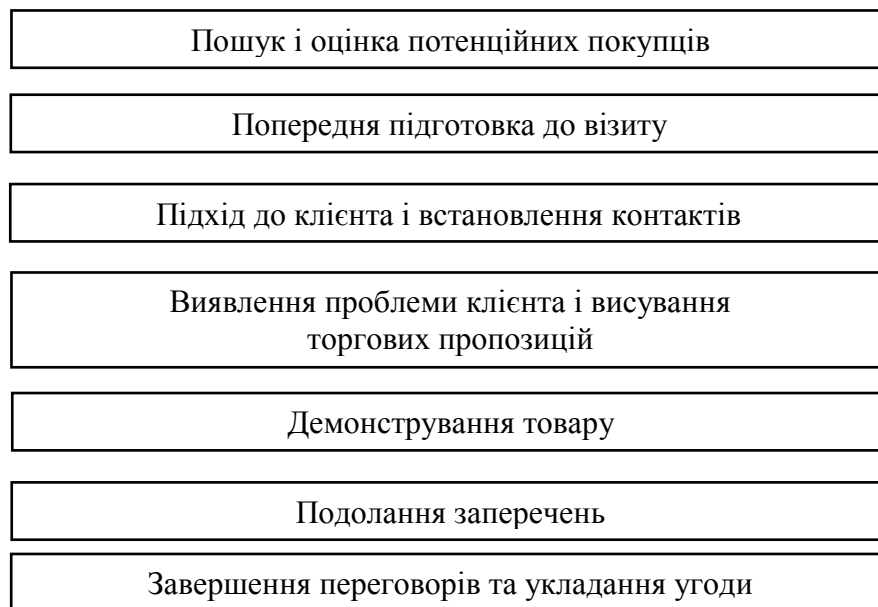 Пошук і оцінка потенційних покупців
Попередня підготовка до візиту
Підхід до клієнта і встановлення контактів
Виявлення проблеми клієнта і висування
торгових пропозицій
Демонстрування товару
Подолання заперечень
Завершення переговорів та укладання угоди